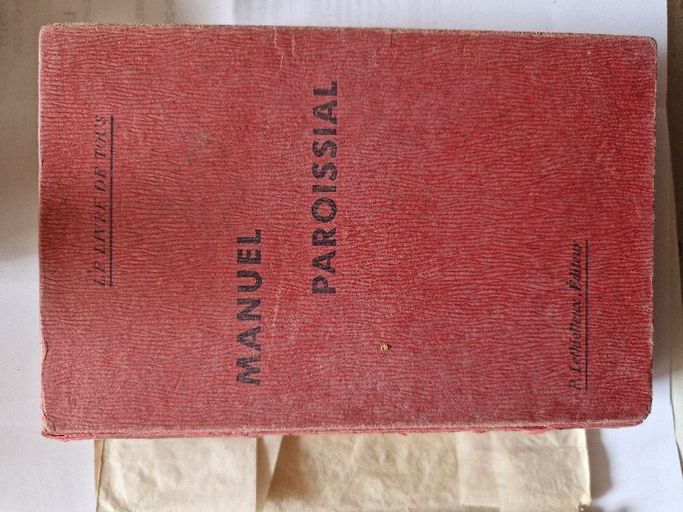 LE LIVRE DE TOUS
MANUEL
PAROISSIAL
P. Lethielleux, Éditeur